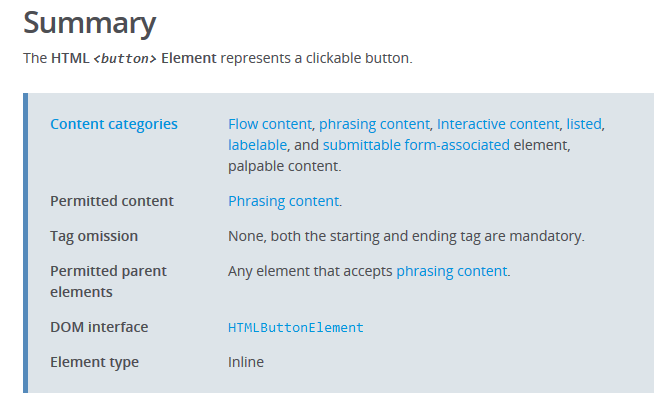 Summary
The HTML <button> Element represents a clickable button.
Content categories
Flow content, phrasing content, Interactive content, listed,
labelable, and submittable form-associated element,
palpable content.
Permitted content
Phrasing content.
Tag omission
None, both the starting and ending tag are mandatory.
Permitted parent
elements
Any element that accepts phrasing content.
DOM interface
HTMLButtonElement
Element type
Inline